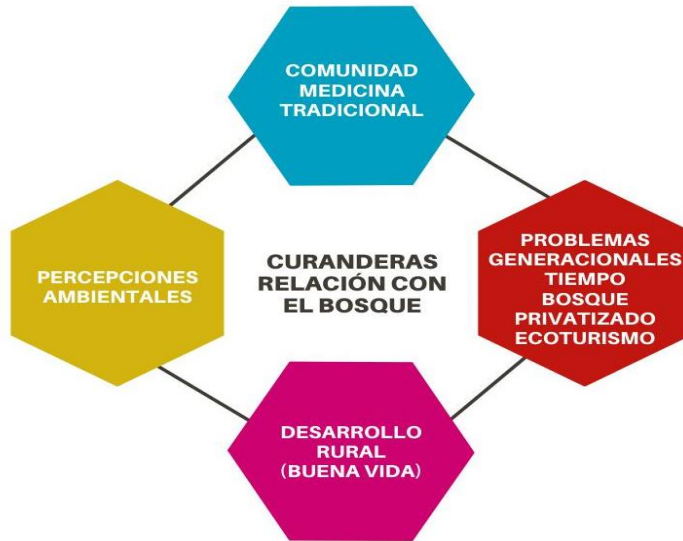 COMUNIDAD
MEDICINA
TRADICIONAL
PERCEPCIONES
AMBIENTALES
CURANDERAS
RELACIÓN CON
EL BOSQUE
PROBLEMAS
GENERACIONALES
TIEMPO
BOSQUE
PRIVATIZADO
ECOTURISMO
DESARROLLO
RURAL
(BUENA VIDA)